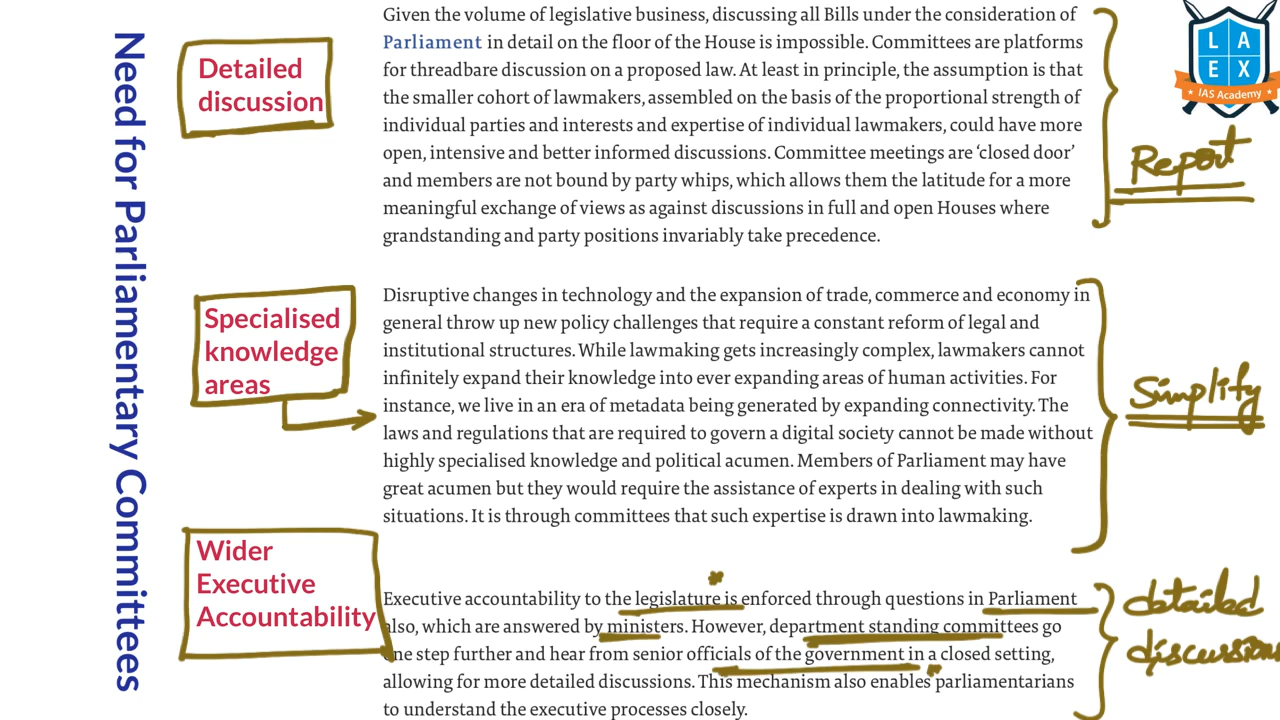 Need for Parliamentary Committees
Detailed
discussion
Given the volume of legislative business, discussing all Bills under the consideration of
Parliament in detail on the floor of the House is impossible. Committees are platforms
for threadbare discussion on a proposed law. At least in principle, the assumption is that
the smaller cohort of lawmakers, assembled on the basis of the proportional strength of
individual parties and interests and expertise of individual lawmakers, could have more
open, intensive and better informed discussions. Committee meetings are ‘closed door’
and members are not bound by party whips, which allows them the latitude for a more
meaningful exchange of views as against discussions in full and open Houses where
grandstanding and party positions invariably take precedence.
Report
L A
E X
IAS Academy
Specialised
knowledge
areas
Disruptive changes in technology and the expansion of trade, commerce and economy in
general throw up new policy challenges that require a constant reform of legal and
institutional structures. While lawmaking gets increasingly complex, lawmakers cannot
infinitely expand their knowledge into ever expanding areas of human activities. For
instance, we live in an era of metadata being generated by expanding connectivity. The
laws and regulations that are required to govern a digital society cannot be made without
highly specialised knowledge and political acumen. Members of Parliament may have
great acumen but they would require the assistance of experts in dealing with such
situations. It is through committees that such expertise is drawn into lawmaking.
Simplify
Wider
Executive
Accountability
Executive accountability to the legislature is enforced through questions in Parliament
also, which are answered by ministers. However, department standing committees go
one step further and hear from senior officials of the government in a closed setting,
allowing for more detailed discussions. This mechanism also enables parliamentarians
to understand the executive processes closely.
detailed
discussions